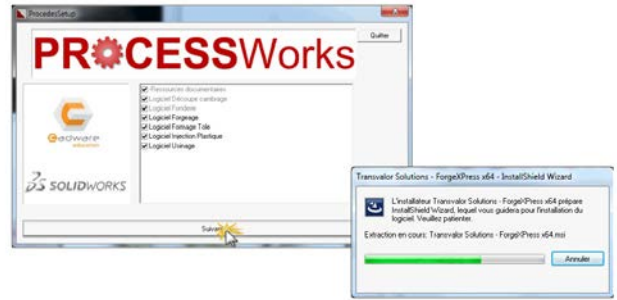 ProcedesSetup
PROCESSWorks
Quitter
Ressources documentaires
Logiciel Découpe cambrage
Logiciel Fonderie
Logiciel Forgeage
Logiciel Formage Tole
Logiciel Injection Plastique
Logiciel Usinage
Cadware
education
SOLIDWORKS
Suivant
Transvalor Solutions - ForgeXPress x64 - InstallShield Wizard
L'installateur Transvalor Solutions - ForgeXPress x64 prépare
InstallShield Wizard, lequel vous guidera pour l'installation du
logiciel. Veuillez patienter.
Extraction en cours: Transvalor Solutions - ForgeXPress x64.msi
Annuler